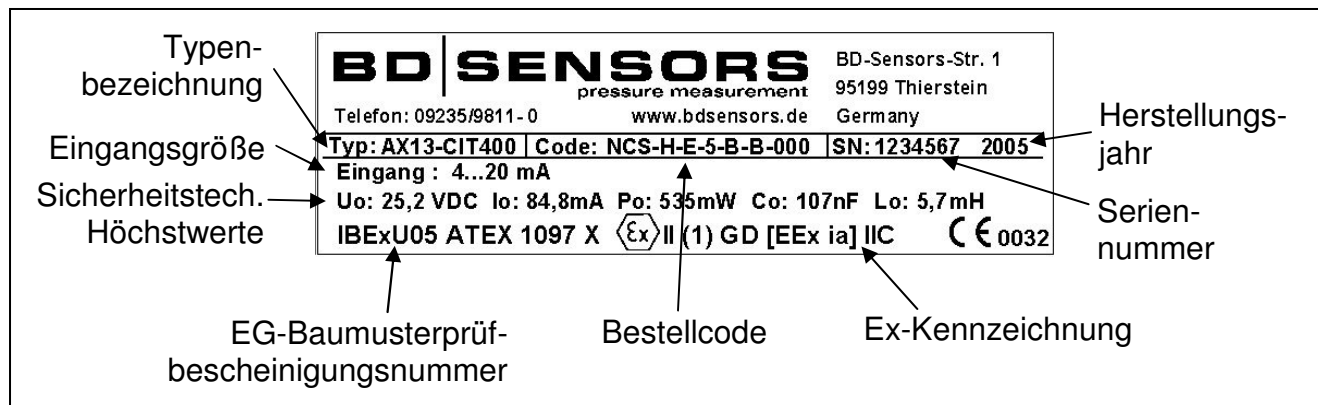 Typen-
bezeichnung
Eingangsgröße
Sicherheitstech.
Höchstwerte
BD SENSORS
pressure measurement
BD-Sensors-Str. 1
95199 Thierstein
Telefon: 09235/9811-0 www.bdsensors.de Germany
Typ: AX13-CIT400 Code: NCS-H-E-5-B-B-000 SN: 1234567 2005
Eingang : 4...20 mA
Uo: 25,2 VDC Io: 84,8mA Po: 535mW Co: 107nF Lo: 5,7mH
IBExU05 ATEX 1097 X Ex II (1) GD [EEx ia] IIC CE 0032
Herstellungs-
jahr
Serien-
nummer
EG-Baumusterprüf-
bescheinigungsnummer
Bestellcode
Ex-Kennzeichnung